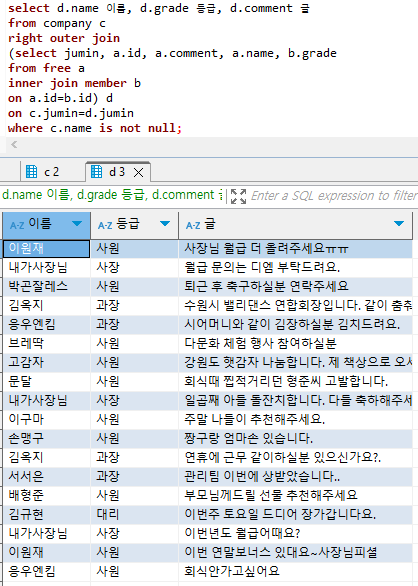 select d.name 이름, d.grade 등급, d.comment 글
from company c
right outer join
(select jumin, a.id, a.comment, a.name, b.grade
from free a
inner join member b
on a.id=b.id) d
on c.jumin=d.jumin
where c.name is not null;
c 2 d 3
d.name 이름, d.grade 등급, d.comment 글 Enter a SQL expression to filter
A-Z 이름 A-Z 등급 A-Z 글
이원재 사원 사장님 월급 더 올려주세요ㅠㅠ
내가사장님 사장 월급 문의는 디엠 부탁드려요.
박곤잘레스 사원 퇴근 후 축구하실분 연락주세요
김옥지 과장 수원시 밸리댄스 연합회장입니다. 같이 춤춰
응우엔킴 과장 시어머니와 같이 김장하실분 김치드려요.
브레딱 사원 다문화 체험 행사 참여하실분
고감자 사원 강원도 햇감자 나눔합니다. 제 책상으로 오세
문달 사원 회식때 찝적거리던 형준씨 고발합니다.
내가사장님 사장 일곱째 아들 돌잔치합니다. 다들 축하해주세
이구마 사원 주말 나들이 추천해주세요.
손맹구 사원 짱구랑 엄마손 있습니다.
김옥지 과장 연휴에 근무 같이하실분 있으신가요?.
서서은 과장 관리팀 이번에 상받았습니다..
배형준 사원 부모님께드릴 선물 추천해주세요
김규현 대리 이번주 토요일 드디어 장가갑니다요.
내가사장님 사장 이번년도 월급어때요?
이원재 사원 이번 연말보너스 있대요~사장님피셜
응우엔킴 사원 회식안가고싶어요